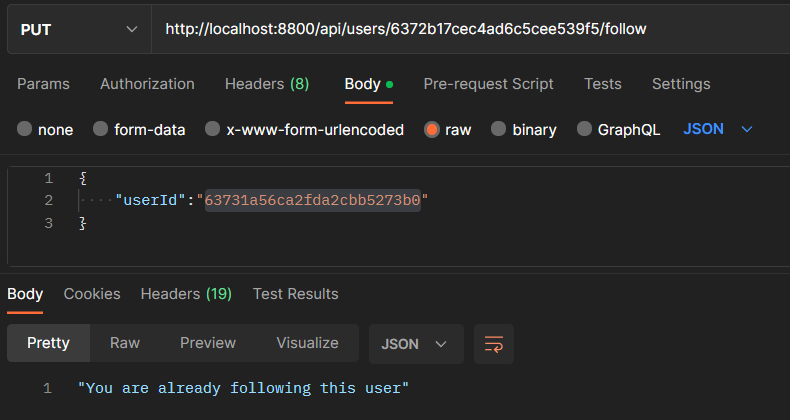 PUT http://localhost:8800/api/users/6372b17cec4ad6c5cee539f5/follow
Params Authorization Headers (8) Body Pre-request Script Tests Settings
none form-data x-www-form-urlencoded raw binary GraphQL JSON
1 {
2 ····"userId":"63731a56ca2fda2cbb5273b0"
3 }
Body Cookies Headers (19) Test Results
Pretty Raw Preview Visualize JSON
1 "You are already following this user"